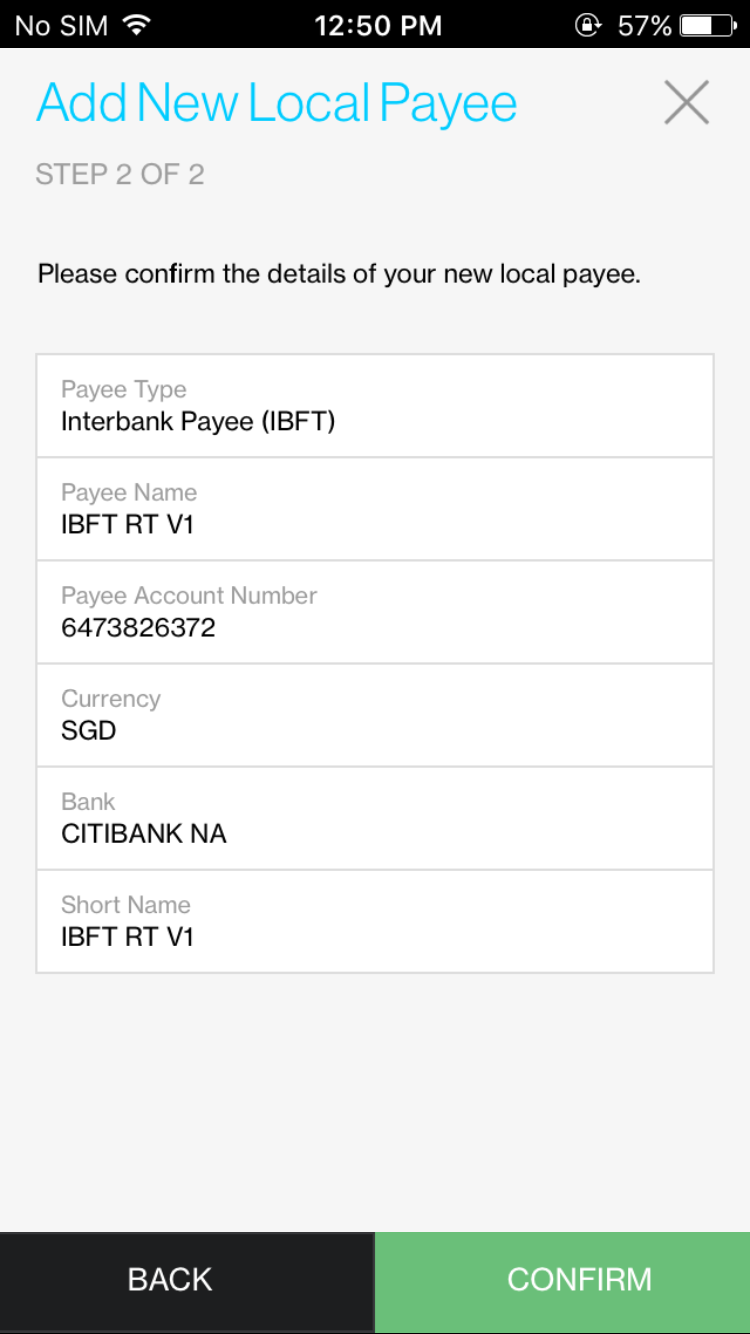 No SIM 12:50 PM 57%
Add New Local Payee
STEP 2 OF 2
Please confirm the details of your new local payee.
Payee Type
Interbank Payee (IBFT)
Payee Name
IBFT RT V1
Payee Account Number
6473826372
Currency
SGD
Bank
CITIBANK NA
Short Name
IBFT RT V1
BACK CONFIRM